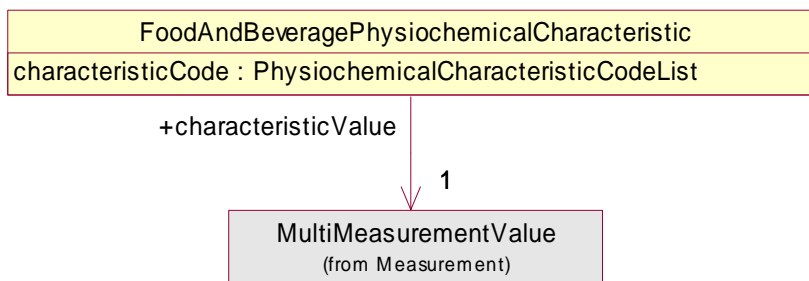 FoodAndBeveragePhysiochemicalCharacteristic
characteristicCode : PhysiochemicalCharacteristicCodeList
+characteristicValue
1
MultiMeasurementValue
(from Measurement)